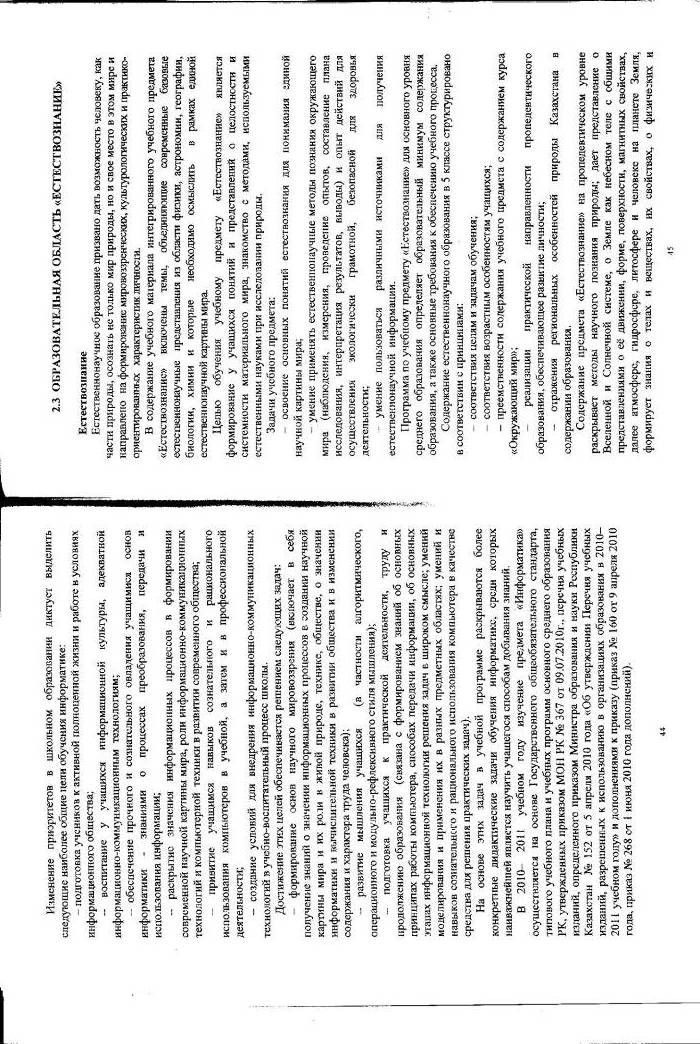 Изменение приоритетов в школьном образовании диктует выделить
следующие наиболее общие цели обучения информатике:
– подготовка учеников к активной полноценной жизни и работе в условиях
информационного общества;
– воспитание у учащихся информационной культуры, адекватной
информационно-коммуникационным технологиям;
– обеспечение прочного и сознательного овладения учащимися основ
информатики знаниями о процессах преобразования, передачи и
использования информации;
– раскрытие значения информационных процессов в формировании
современной научной картины мира, роли информационно-коммуникационных
технологий и компьютерной техники в развитии современного общества;
– привитие учащимся навыков сознательного и рационального
использования компьютеров в учебной, а затем и в профессиональной
деятельности;
– создание условий для внедрения информационно-коммуникационных
технологий в учебно-воспитательный процесс школы.
Достижение этих целей обеспечивается решением следующих задач:
– формирование основ научного мировоззрения (включает в себя
получение знаний о значении информационных процессов в создании научной
картины мира и их роли в живой природе, технике, обществе, о значении
информатики и вычислительной техники в развитии общества и в изменении
содержания и характера труда человека);
– развитие мышления учащихся (в частности алгоритмического,
операционного и модульно-рефлексивного стиля мышления);
– подготовка учащихся к практической деятельности, труду и
продолжению образования (связана с формированием знаний об основных
принципах работы компьютера, способах передачи информации, об основных
этапах информационной технологии решения задач в широком смысле; умений
моделирования и применения их в разных предметных областях; умений и
навыков сознательного и рационального использования компьютера в качестве
средства для решения практических задач).
На основе этих задач в учебной программе раскрываются более
конкретные дидактические задачи обучения информатике, среди которых
наиважнейшей является научить учащегося способам добывания знаний.
В 2010– 2011 учебном году изучение предмета «Информатика»
осуществляется на основе Государственного общеобязательного стандарта,
типового учебного плана и учебных программ основного среднего образования
РК, утвержденных приказом МОН РК № 367 от 09.07.2010г., перечня учебных
изданий, определенного приказом Министра образования и науки Республики
Казахстан № 152 от 5 апреля 2010 года «Об утверждении Перечня учебных
изданий, разрешенных к использованию в организациях образования в 2010–
2011 учебном году» и дополнениями к приказу (приказ № 160 от 9 апреля 2010
года, приказ № 268 от 1 июня 2010 года дополнений).
44
2.3 ОБРАЗОВАТЕЛЬНАЯ ОБЛАСТЬ «ЕСТЕСТВОЗНАНИЕ»
Естествознание
Естественнонаучное образование призвано дать возможность человеку, как
части природы, осознать не только мир природы, но и свое место в этом мире и
направлено на формирование мировоззренческих, культурологических и практико-
ориентированных характеристик личности.
В содержание учебного материала интегрированного учебного предмета
«Естествознание» включены темы, объединяющие современные базовые
естественнонаучные представления из области физики, астрономии, географии,
биологии, химии и которые необходимо осмыслить в рамках единой
естественнонаучной картины мира.
Целью обучения учебному предмету «Естествознание» является
формирование у учащихся понятий и представлений о целостности и
системности материального мира, знакомство с методами, используемыми
естественными науками при исследовании природы.
Задачи учебного предмета:
– освоение основных понятий естествознания для понимания единой
научной картины мира;
– умение применять естественнонаучные методы познания окружающего
мира (наблюдения, измерения, проведение опытов, составление плана
исследования, интерпретация результатов, выводы) и опыт действий для
осуществления экологически грамотной, безопасной для здоровья
деятельности;
– умение пользоваться различными источниками для получения
естественнонаучной информации.
Программа по учебному предмету «Естествознание» для основного уровня
среднего образования определяет образовательный минимум содержания
образования, а также основные требования к обеспечению учебного процесса.
Содержание естественнонаучного образования в 5 классе структурировано
в соответствии с принципами:
– соответствия целям и задачам обучения;
– соответствия возрастным особенностям учащихся;
– преемственности содержания учебного предмета с содержанием курса
«Окружающий мир»;
– реализации практической направленности пропедевтического
образования, обеспечивающее развитие личности;
– отражения региональных особенностей природы Казахстана в
содержании образования.
Содержание предмета «Естествознание» на пропедевтическом уровне
раскрывает методы научного познания природы; дает представление о
Вселенной и Солнечной системе, о Земле как небесном теле с общими
представлениями о её движении, форме, поверхности, магнитных свойствах,
далее атмосфере, гидросфере, литосфере и человеке на планете Земля,
формирует знания о телах и веществах, их свойствах, о физических и
45